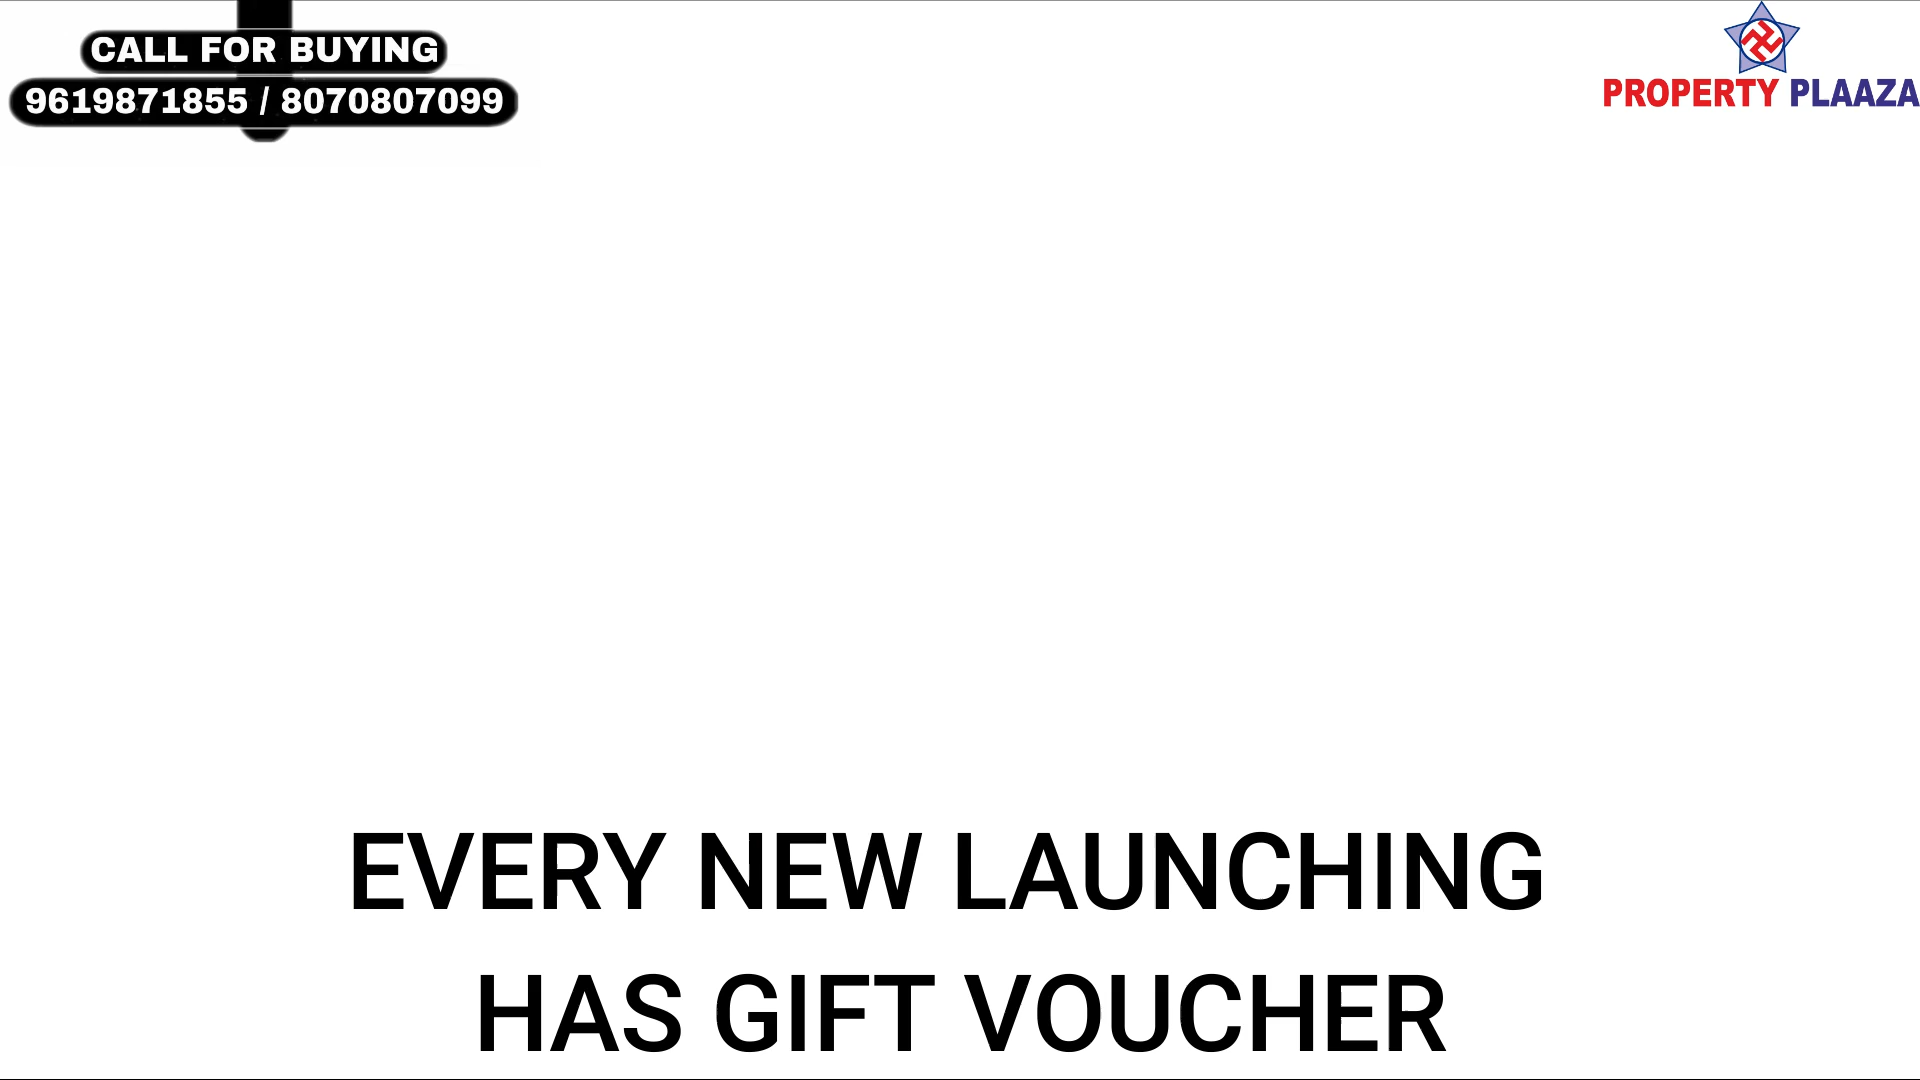 CALL FOR BUYING
9619871855 / 8070807099
PROPERTY PLAAZA
EVERY NEW LAUNCHING
HAS GIFT VOUCHER